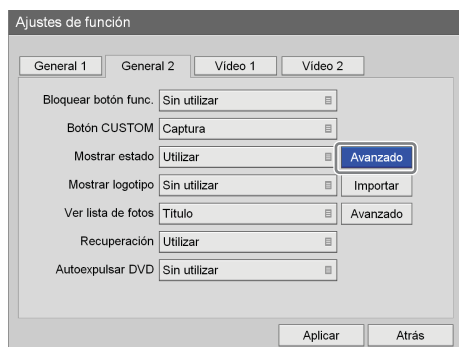 Ajustes de función
General 1 General 2 Vídeo 1 Vídeo 2
Bloquear botón func. Sin utilizar
Botón CUSTOM Captura
Mostrar estado Utilizar Avanzado
Mostrar logotipo Sin utilizar Importar
Ver lista de fotos Título Avanzado
Recuperación Utilizar
Autoexpulsar DVD Sin utilizar
Aplicar Atrás